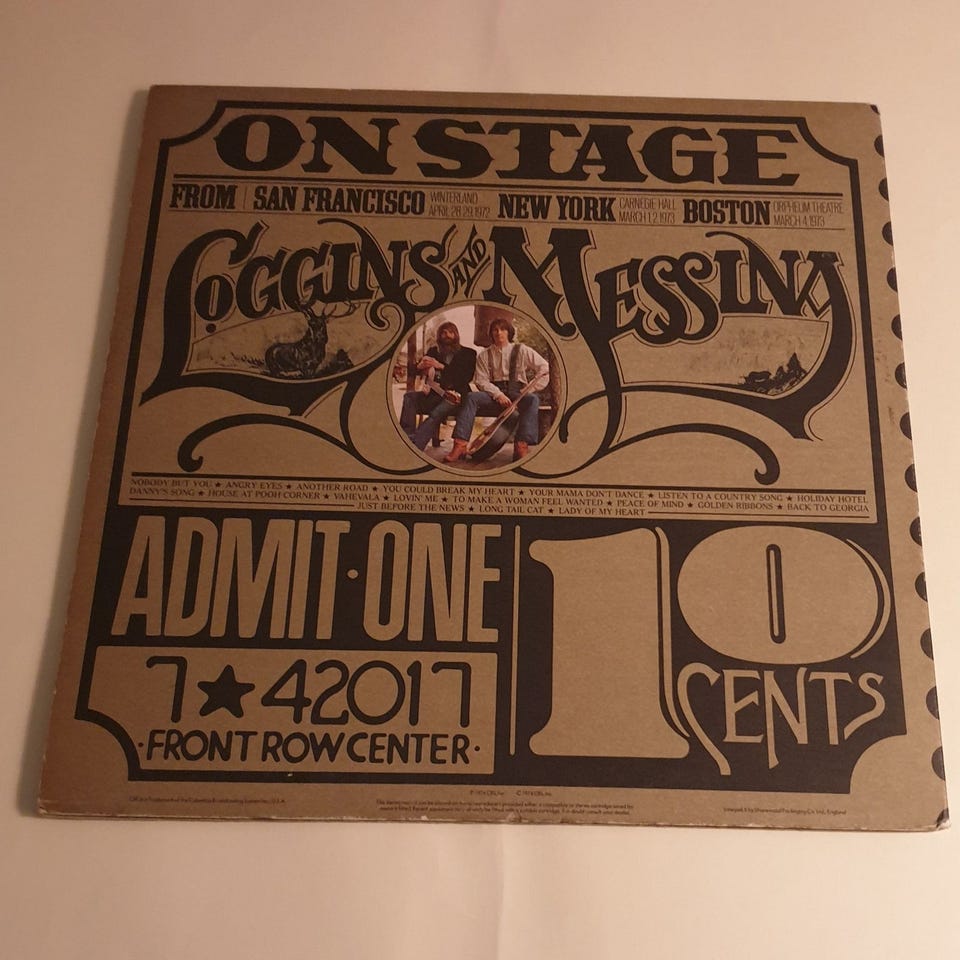 ON STAGE
FROM SAN FRANCISCO WINTERLAND APRIL 28 29, 1972 NEW YORK CARNEGIE HALL MARCH 1, 2 1973 BOSTON ORPHEUM THEATRE MARCH 4, 1973
LOGGINS AND MESSINA
NOBODY BUT YOU ★ ANGRY EYES ★ ANOTHER ROAD ★ YOU COULD BREAK MY HEART ★ YOUR MAMA DON'T DANCE ★ LISTEN TO A COUNTRY SONG ★ HOLIDAY HOTEL
DANNY'S SONG ★ HOUSE AT POOH CORNER ★ VAHEVALA ★ LOVIN' ME ★ TO MAKE A WOMAN FEEL WANTED ★ PEACE OF MIND ★ GOLDEN RIBBONS ★ BACK TO GEORGIA
JUST BEFORE THE NEWS ★ LONG TAIL CAT ★ LADY OF MY HEART
ADMIT·ONE
7★42017
·FRONT ROW CENTER·
10 CENTS